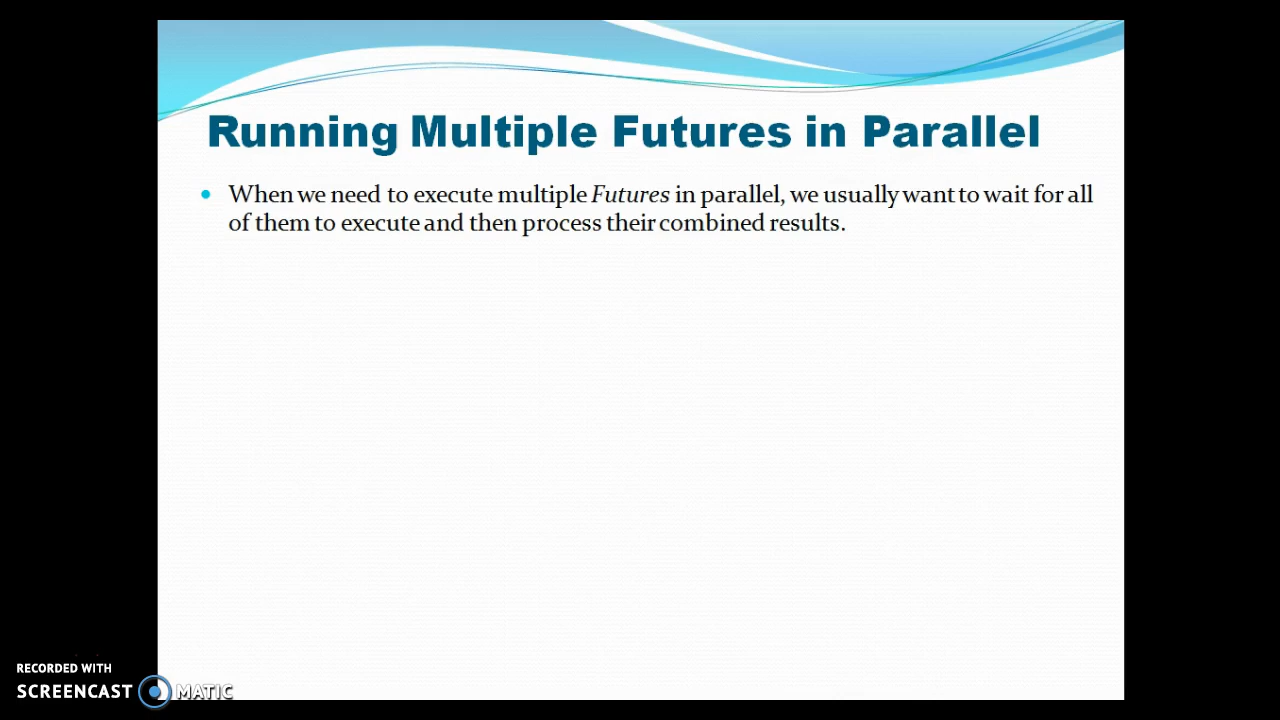 Running Multiple Futures in Parallel
When we need to execute multiple Futures in parallel, we usually want to wait for all
of them to execute and then process their combined results.
RECORDED WITH
SCREENCAST MATIC